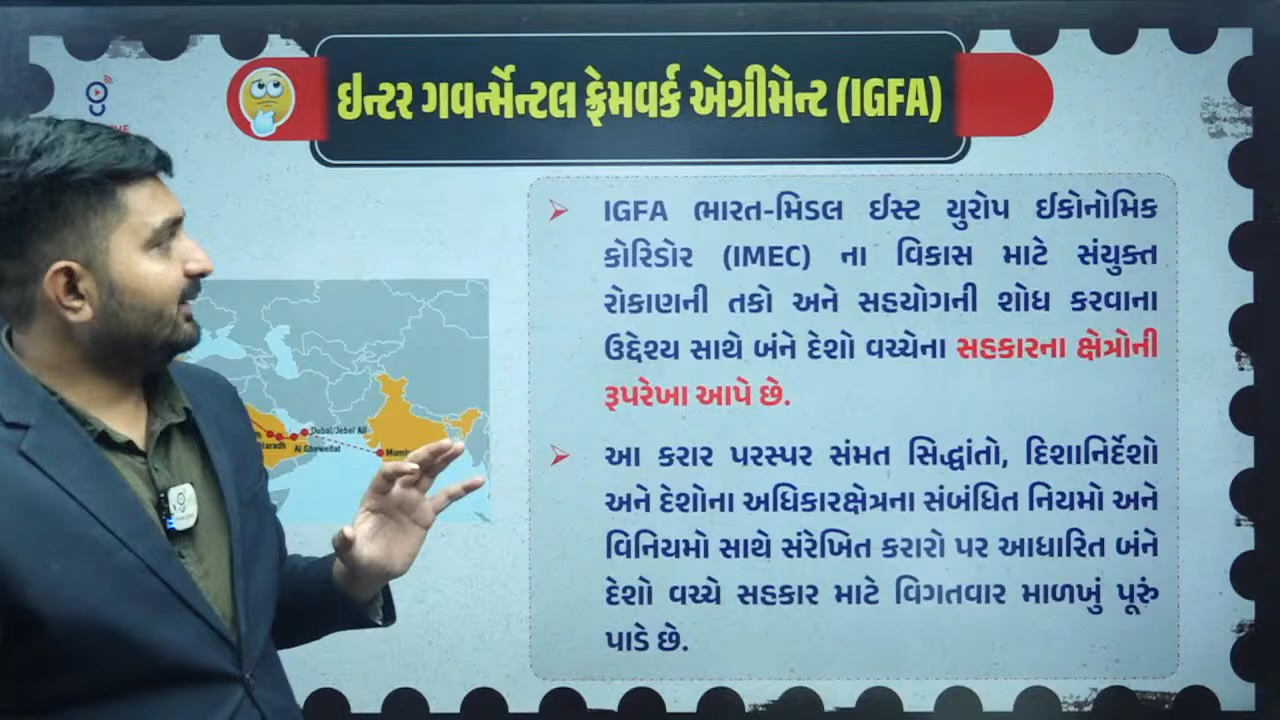 ઇન્ટર ગવર્ન્મેન્ટલ ફ્રેમવર્ક એગ્રીમેન્ટ (IGFA)
IGFA ભારત-મિડલ ઈસ્ટ યુરોપ ઈકોનોમિક
કોરિડોર (IMEC) ના વિકાસ માટે સંયુક્ત
રોકાણની તકો અને સહયોગની શોધ કરવાના
ઉદ્દેશ્ય સાથે બંને દેશો વચ્ચેના સહકારના ક્ષેત્રોની
રૂપરેખા આપે છે.
આ કરાર પરસ્પર સંમત સિદ્ધાંતો, દિશાનિર્દેશો
અને દેશોના અધિકારક્ષેત્રના સંબંધિત નિયમો અને
વિનિયમો સાથે સંરેખિત કરારો પર આધારિત બંને
દેશો વચ્ચે સહકાર માટે વિગતવાર માળખું પૂરું
પાડે છે.
Dubai/Jebel Ali
Al Ghuweifat